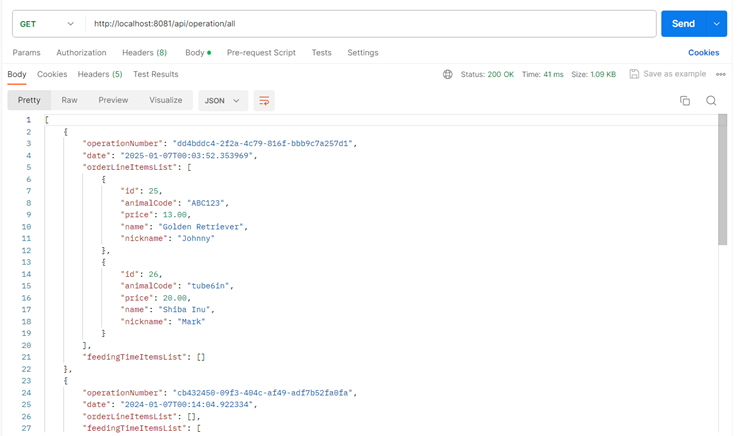 GET http://localhost:8081/api/operation/all Send
Params Authorization Headers (8) Body Pre-request Script Tests Settings Cookies
Body Cookies Headers (5) Test Results Status: 200 OK Time: 41 ms Size: 1.09 KB Save as example
Pretty Raw Preview Visualize JSON
1 [
2 {
3 "operationNumber": "dd4bddc4-2f2a-4c79-816f-bbb9c7a257d1",
4 "date": "2025-01-07T00:03:52.353969",
5 "orderLineItemsList": [
6 {
7 "id": 25,
8 "animalCode": "ABC123",
9 "price": 13.00,
10 "name": "Golden Retriever",
11 "nickname": "Johnny"
12 },
13 {
14 "id": 26,
15 "animalCode": "tube6in",
16 "price": 20.00,
17 "name": "Shiba Inu",
18 "nickname": "Mark"
19 }
20 ],
21 "feedingTimeItemsList": []
22 },
23 {
24 "operationNumber": "cb432450-09f3-404c-af49-adf7b52fa0fa",
25 "date": "2024-01-07T00:14:04.922334",
26 "orderLineItemsList": [],
27 "feedingTimeItemsList": [